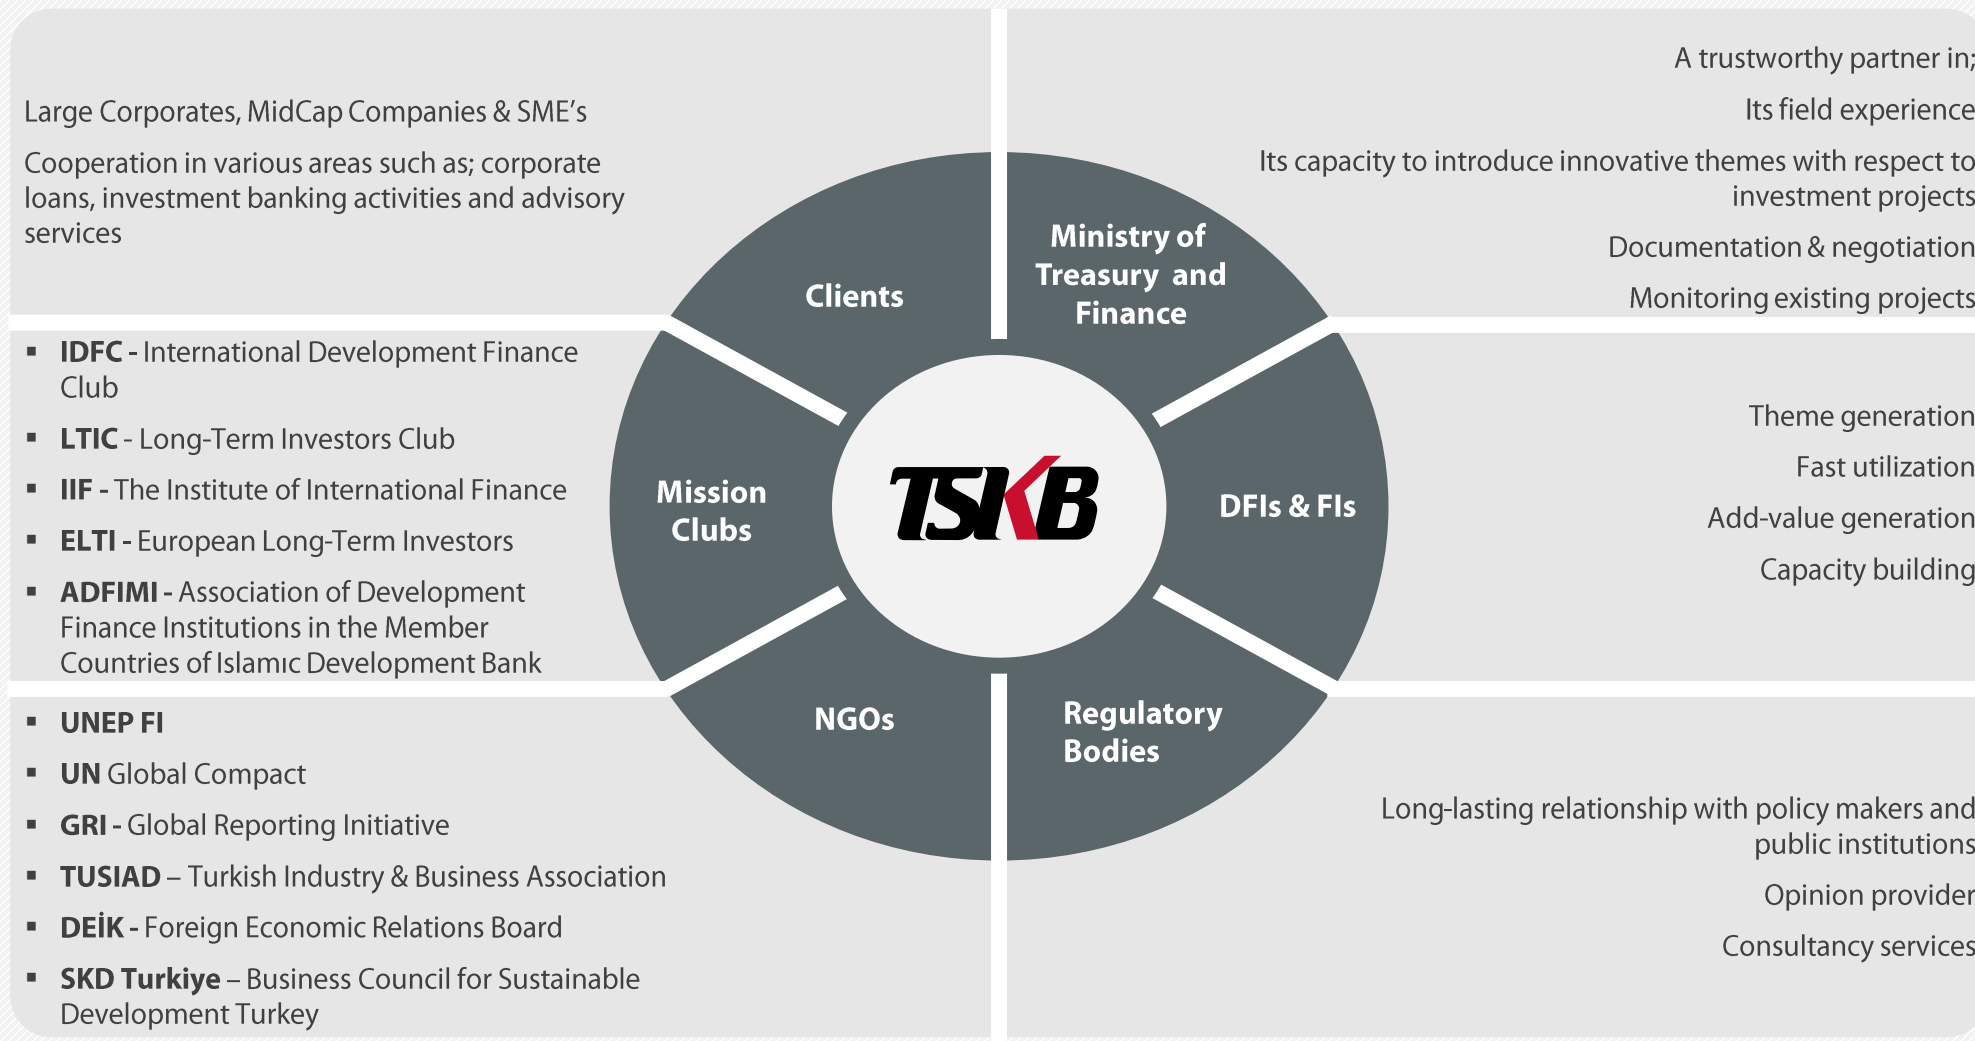 Large Corporates, MidCap Companies & SME's
Cooperation in various areas such as; corporate
loans, investment banking activities and advisory
services
A trustworthy partner in;
Its field experience
Its capacity to introduce innovative themes with respect to
investment projects
Documentation & negotiation
Monitoring existing projects
Clients
Ministry of
Treasury and
Finance
▪ IDFC - International Development Finance
Club
▪ LTIC - Long-Term Investors Club
▪ IIF - The Institute of International Finance
▪ ELTI - European Long-Term Investors
▪ ADFIMI - Association of Development
Finance Institutions in the Member
Countries of Islamıc Development Bank
Mission
Clubs
TSKB
DFIs & FIs
Theme generation
Fast utilization
Add-value generation
Capacity building
NGOs
Regulatory
Bodies
▪ UNEP FI
▪ UN Global Compact
▪ GRI - Global Reporting Initiative
▪ TUSIAD – Turkish Industry & Business Association
▪ DEİK - Foreign Economic Relations Board
▪ SKD Turkiye – Business Council for Sustainable
Development Turkey
Long-lasting relationship with policy makers and
public institutions
Opinion provider
Consultancy services